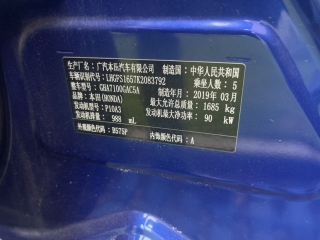 生产厂名：广汽本田汽车有限公司 制造国：中华人民共和国
车辆识别代号：LHGFS1657K2083792 乘坐人数：5
整车型号：GHA7100GAC5A 制造年月：2019年03月
品牌：本田(HONDA) 最大允许总质量：1685 kg
发动机型号：P10A3 发动机最大净功率：90 kW
发动机排量：988 mL
外观颜色代码：B575P 内饰颜色代码：A